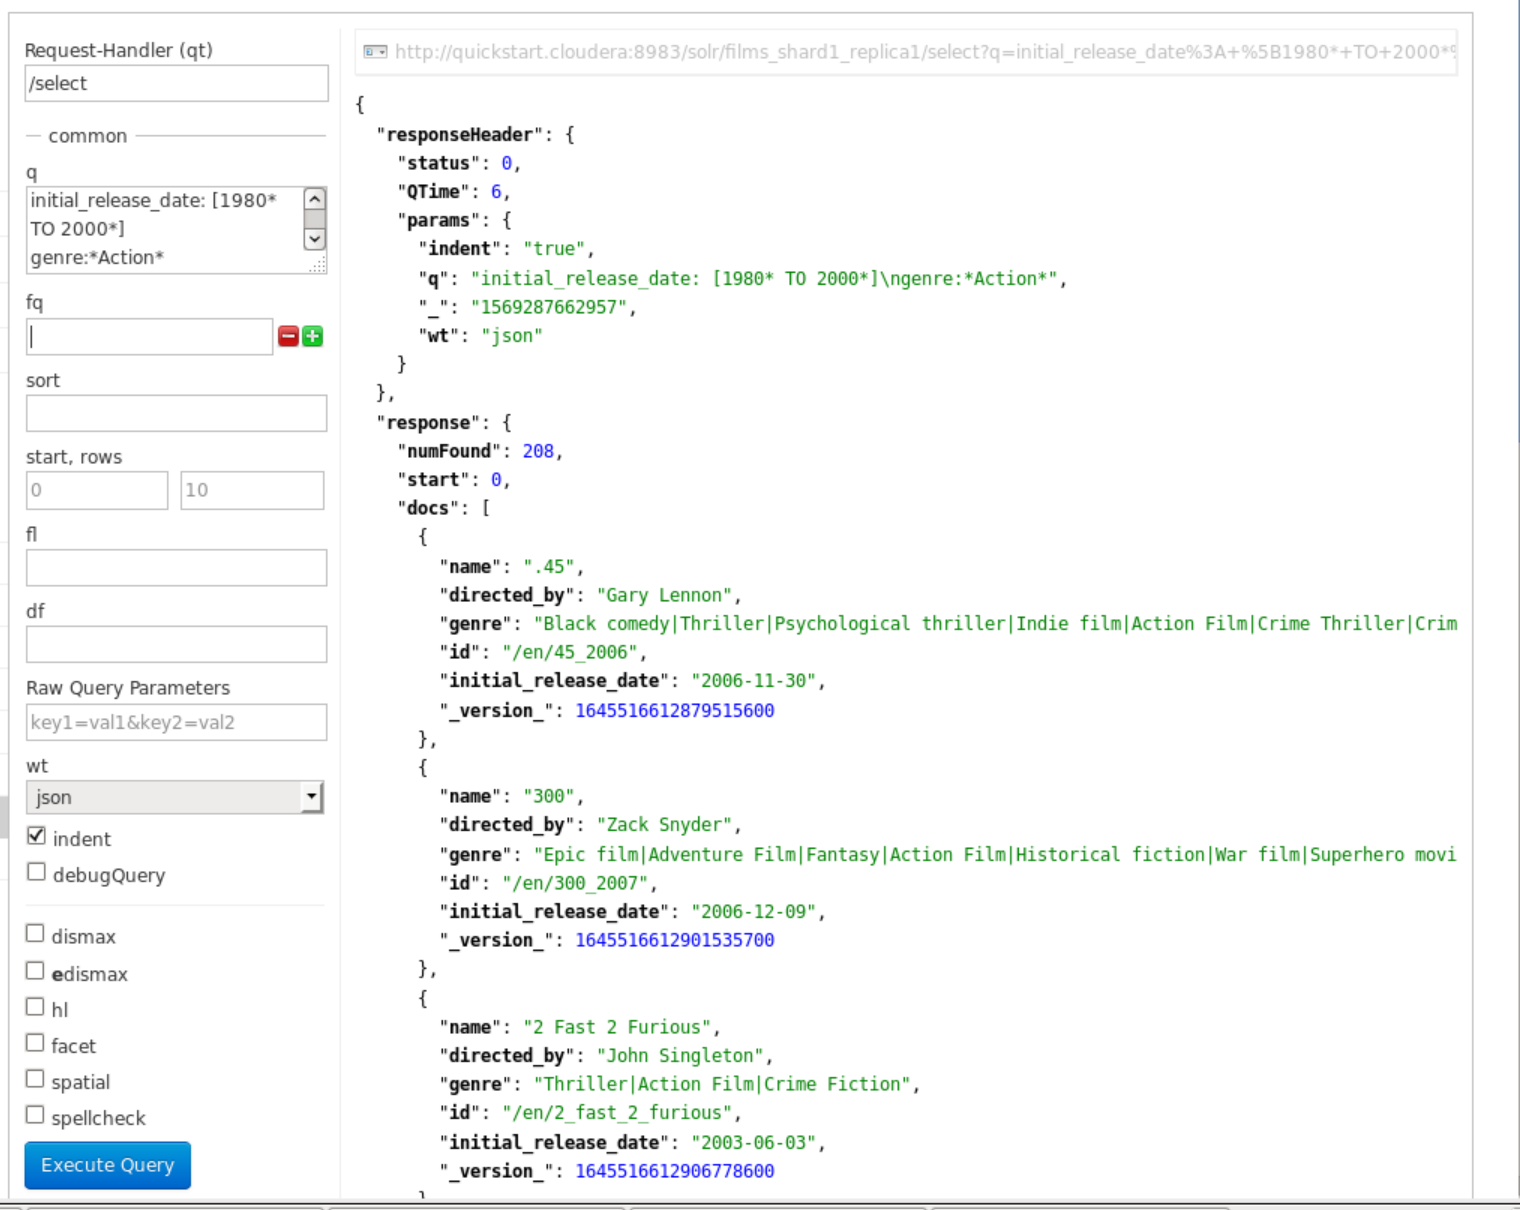 Request-Handler (qt)
/select
common
q
initial_release_date: [1980*
TO 2000*]
genre:*Action*
fq
sort
start, rows
0 10
fl
df
Raw Query Parameters
key1=val1&key2=val2
wt
json
indent
debugQuery
dismax
edismax
hl
facet
spatial
spellcheck
Execute Query
http://quickstart.cloudera:8983/solr/films_shard1_replica1/select?q=initial_release_date%3A+%5B1980*+TO+2000*%
{
"responseHeader": {
"status": 0,
"QTime": 6,
"params": {
"indent": "true",
"q": "initial_release_date: [1980* TO 2000*]\ngenre:*Action*",
"_": "1569287662957",
"wt": "json"
}
},
"response": {
"numFound": 208,
"start": 0,
"docs": [
{
"name": ".45",
"directed_by": "Gary Lennon",
"genre": "Black comedy|Thriller|Psychological thriller|Indie film|Action Film|Crime Thriller|Crim
"id": "/en/45_2006",
"initial_release_date": "2006-11-30",
"_version_": 1645516612879515600
},
{
"name": "300",
"directed_by": "Zack Snyder",
"genre": "Epic film|Adventure Film|Fantasy|Action Film|Historical fiction|War film|Superhero movi
"id": "/en/300_2007",
"initial_release_date": "2006-12-09",
"_version_": 1645516612901535700
},
{
"name": "2 Fast 2 Furious",
"directed_by": "John Singleton",
"genre": "Thriller|Action Film|Crime Fiction",
"id": "/en/2_fast_2_furious",
"initial_release_date": "2003-06-03",
"_version_": 1645516612906778600
}